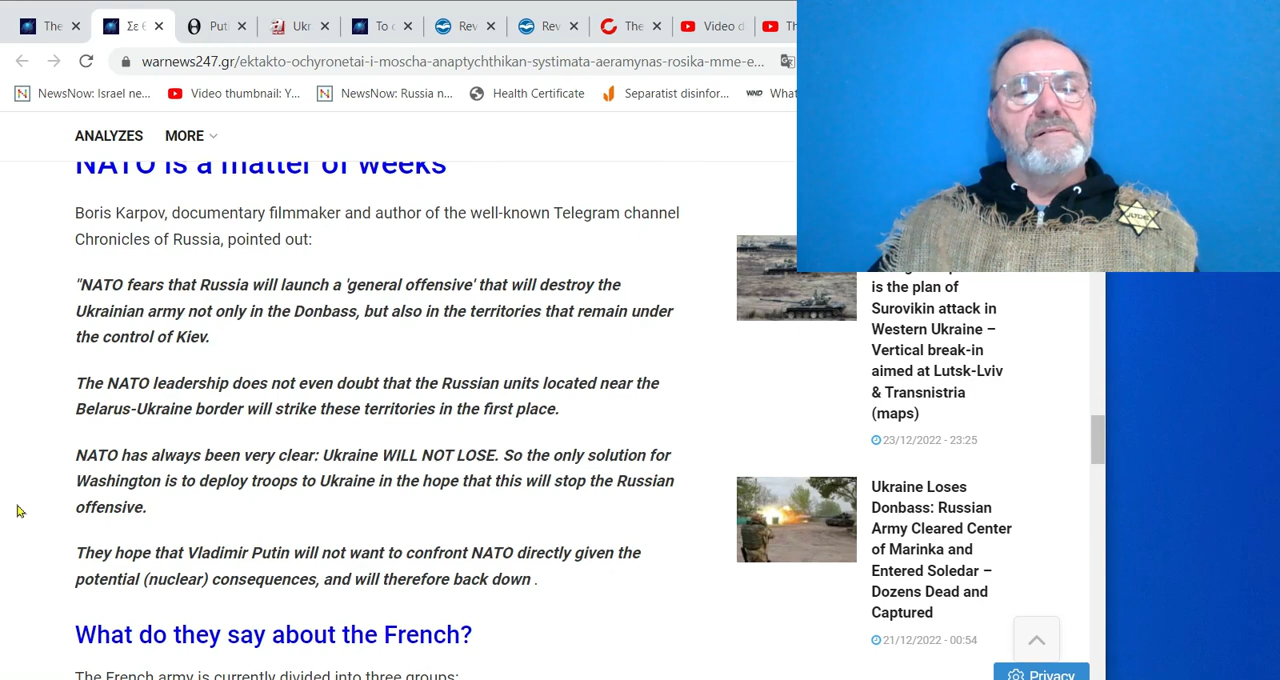 The
Σε
Put
Ukr
To
Rev
Rev
The
Video d
Th
warnews247.gr/ektakto-ochyronetai-i-moscha-anaptychthikan-systimata-aeramynas-rosika-mme-e...
NewsNow: Israel ne...
Video thumbnail: Y...
NewsNow: Russia n...
Health Certificate
Separatist disinfor...
WND
What
ANALYZES
MORE
NATO is a matter of weeks
Boris Karpov, documentary filmmaker and author of the well-known Telegram channel
Chronicles of Russia, pointed out:
"NATO fears that Russia will launch a 'general offensive' that will destroy the
Ukrainian army not only in the Donbass, but also in the territories that remain under
the control of Kiev.
The NATO leadership does not even doubt that the Russian units located near the
Belarus-Ukraine border will strike these territories in the first place.
NATO has always been very clear: Ukraine WILL NOT LOSE. So the only solution for
Washington is to deploy troops to Ukraine in the hope that this will stop the Russian
offensive.
They hope that Vladimir Putin will not want to confront NATO directly given the
potential (nuclear) consequences, and will therefore back down .
What do they say about the French?
The French army is currently divided into three groups:
is the plan of
Surovikin attack in
Western Ukraine –
Vertical break-in
aimed at Lutsk-Lviv
& Transnistria
(maps)
23/12/2022 - 23:25
Ukraine Loses
Donbass: Russian
Army Cleared Center
of Marinka and
Entered Soledar –
Dozens Dead and
Captured
21/12/2022 - 00:54
Privacy